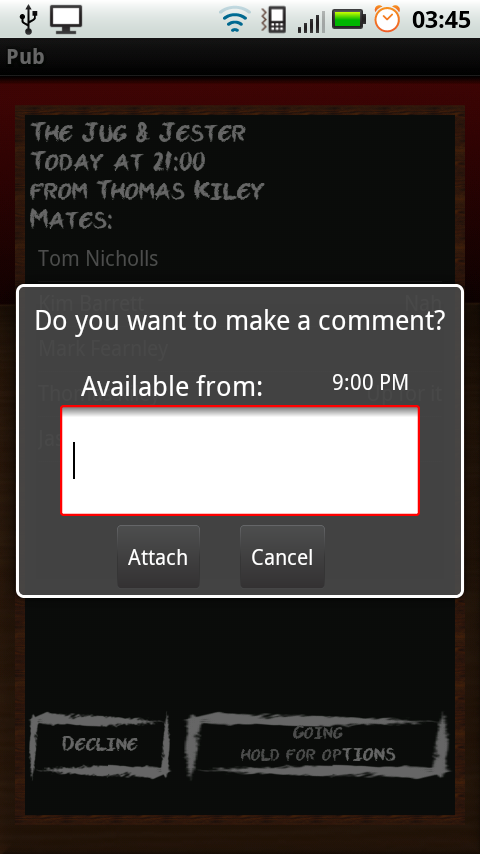 03:45
Pub
The Jug & Jester
Today at 21:00
from Thomas Kiley
Mates:
Tom Nicholls
Kim Barrett Nah
Do you want to make a comment?
Mark Fearnley
Available from: 9:00 PM
Up for it
Attach Cancel
Decline
Going
hold for options